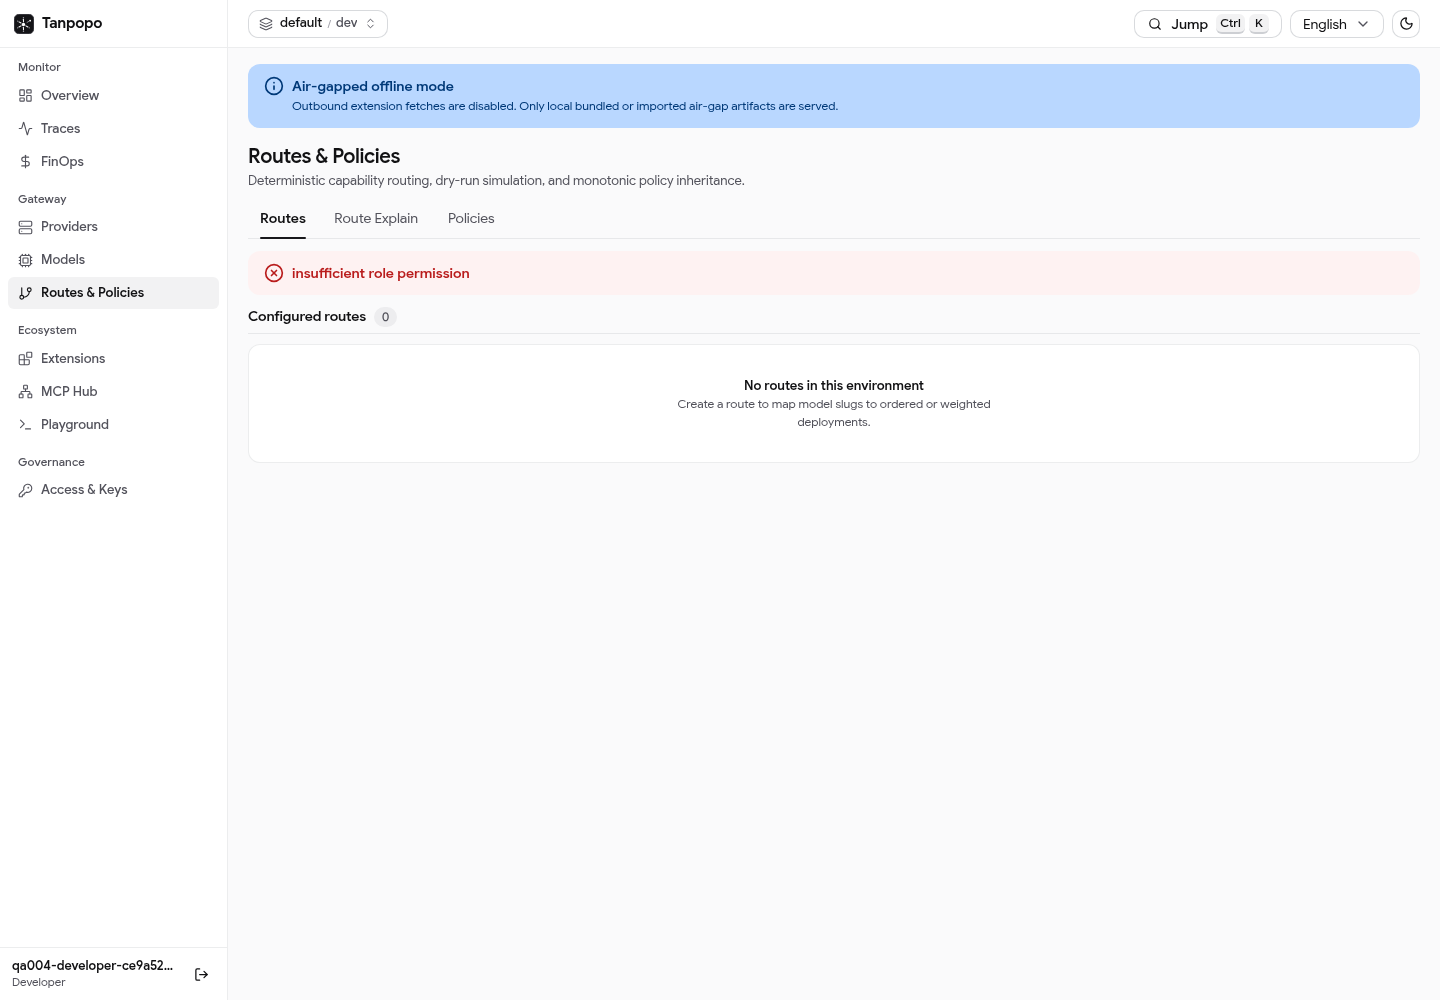 Tanpopo
default / dev
Jump Ctrl K
English
Monitor
Overview
Traces
FinOps
Gateway
Providers
Models
Routes & Policies
Ecosystem
Extensions
MCP Hub
Playground
Governance
Access & Keys
qa004-developer-ce9a52...
Developer
Air-gapped offline mode
Outbound extension fetches are disabled. Only local bundled or imported air-gap artifacts are served.
Routes & Policies
Deterministic capability routing, dry-run simulation, and monotonic policy inheritance.
Routes Route Explain Policies
insufficient role permission
Configured routes 0
No routes in this environment
Create a route to map model slugs to ordered or weighted
deployments.